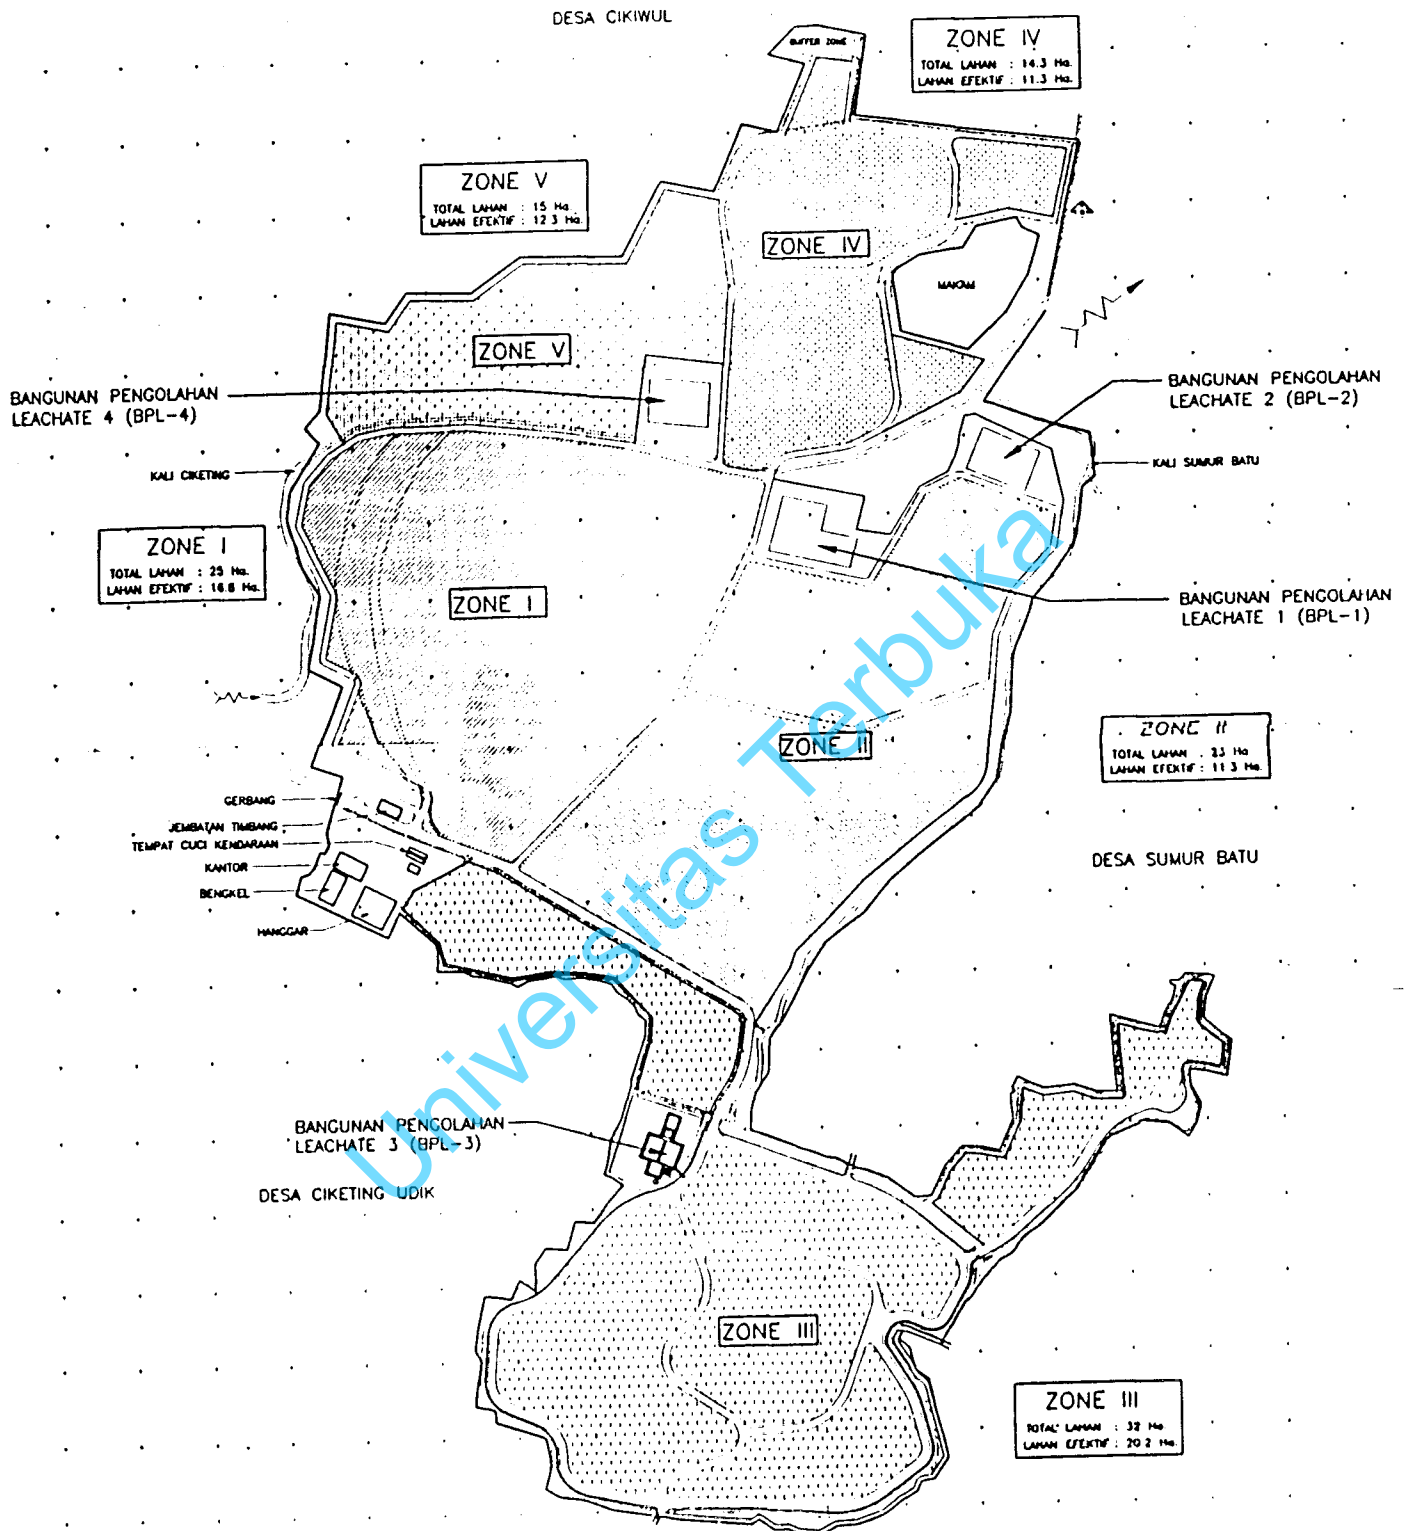 DESA CIKIWUL
BUFFER ZONE
ZONE IV
TOTAL LAHAN : 14.3 Ha.
LAHAN EFEKTIF : 11.3 Ha.
ZONE V
TOTAL LAHAN : 15 Ha.
LAHAN EFEKTIF : 12.3 Ha.
ZONE IV
MAKAM
ZONE V
BANGUNAN PENGOLAHAN
LEACHATE 4 (BPL-4)
BANGUNAN PENGOLAHAN
LEACHATE 2 (BPL-2)
KALI CIKETING
KALI SUMUR BATU
ZONE I
TOTAL LAHAN : 25 Ha.
LAHAN EFEKTIF : 16.8 Ha.
ZONE I
BANGUNAN PENGOLAHAN
LEACHATE 1 (BPL-1)
ZONE II
ZONE II
TOTAL LAHAN : 23 Ha
LAHAN EFEKTIF : 11.3 Ha.
GERBANG
JEMBATAN TIMBANG
TEMPAT CUCI KENDARAAN
KANTOR
BENGKEL
HANGGAR
DESA SUMUR BATU
BANGUNAN PENGOLAHAN
LEACHATE 3 (BPL-3)
DESA CIKETING UDIK
ZONE III
ZONE III
TOTAL LAHAN : 32 Ha
LAHAN EFEKTIF : 20.2 Ha.
Universitas Terbuka